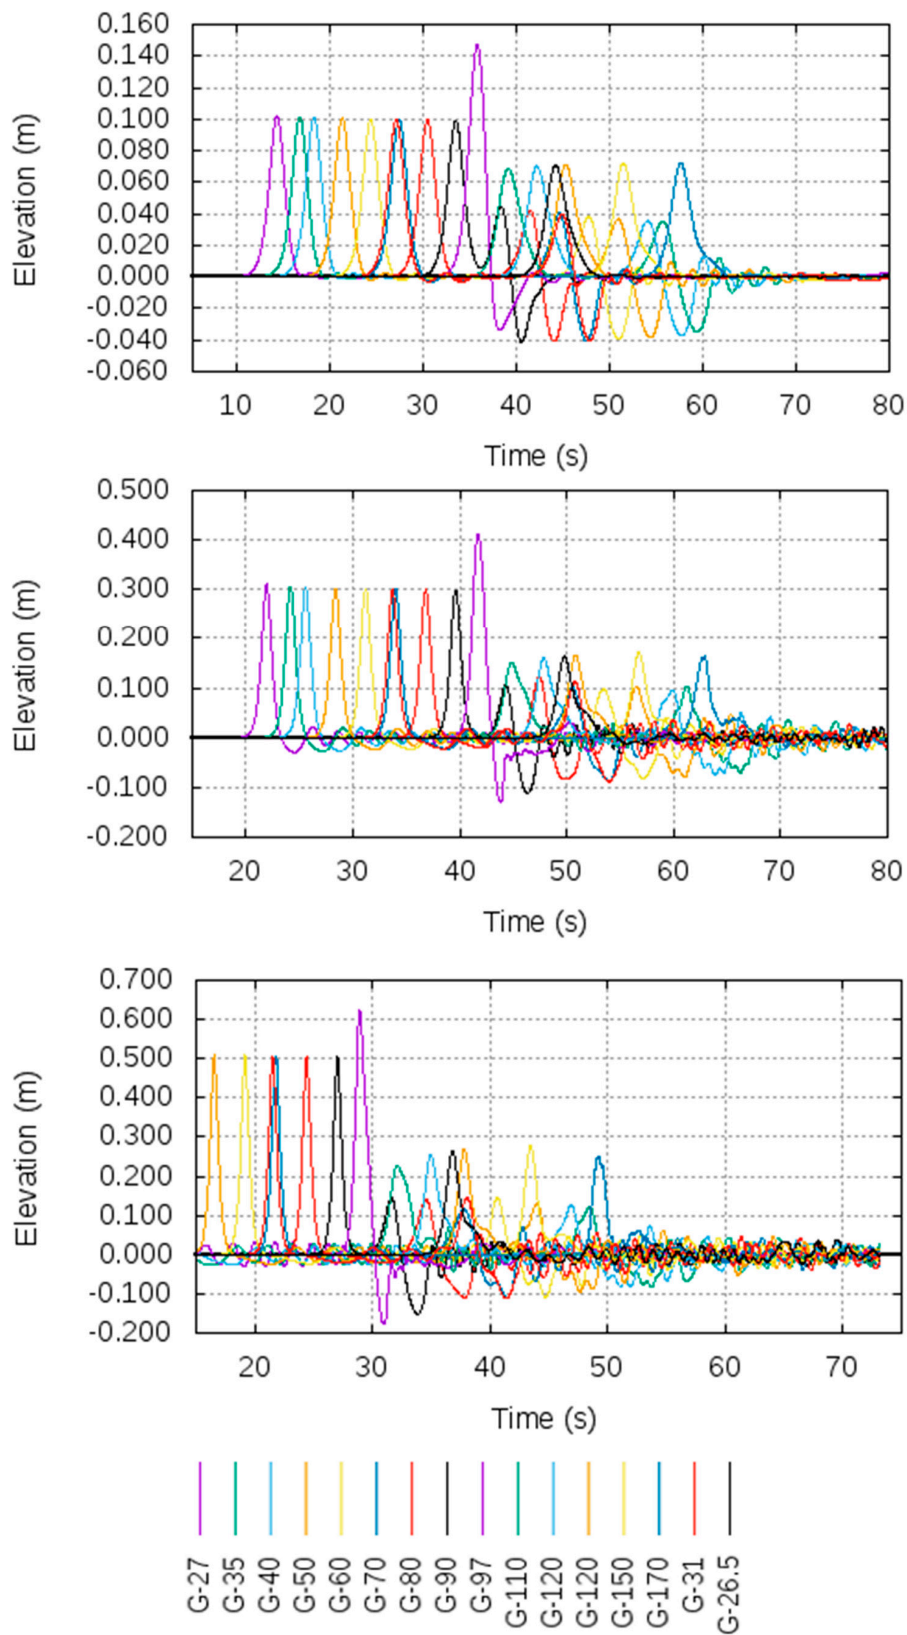 0.160
0.140
0.120
0.100
0.080
0.060
0.040
0.020
0.000
-0.020
-0.040
-0.060
Elevation (m)
10 20 30 40 50 60 70 80
Time (s)
0.500
0.400
0.300
0.200
0.100
0.000
-0.100
-0.200
Elevation (m)
20 30 40 50 60 70 80
Time (s)
0.700
0.600
0.500
0.400
0.300
0.200
0.100
0.000
-0.100
-0.200
Elevation (m)
20 30 40 50 60 70
Time (s)
G-27
G-35
G-40
G-50
G-60
G-70
G-80
G-90
G-97
G-110
G-120
G-120
G-150
G-170
G-31
G-26.5